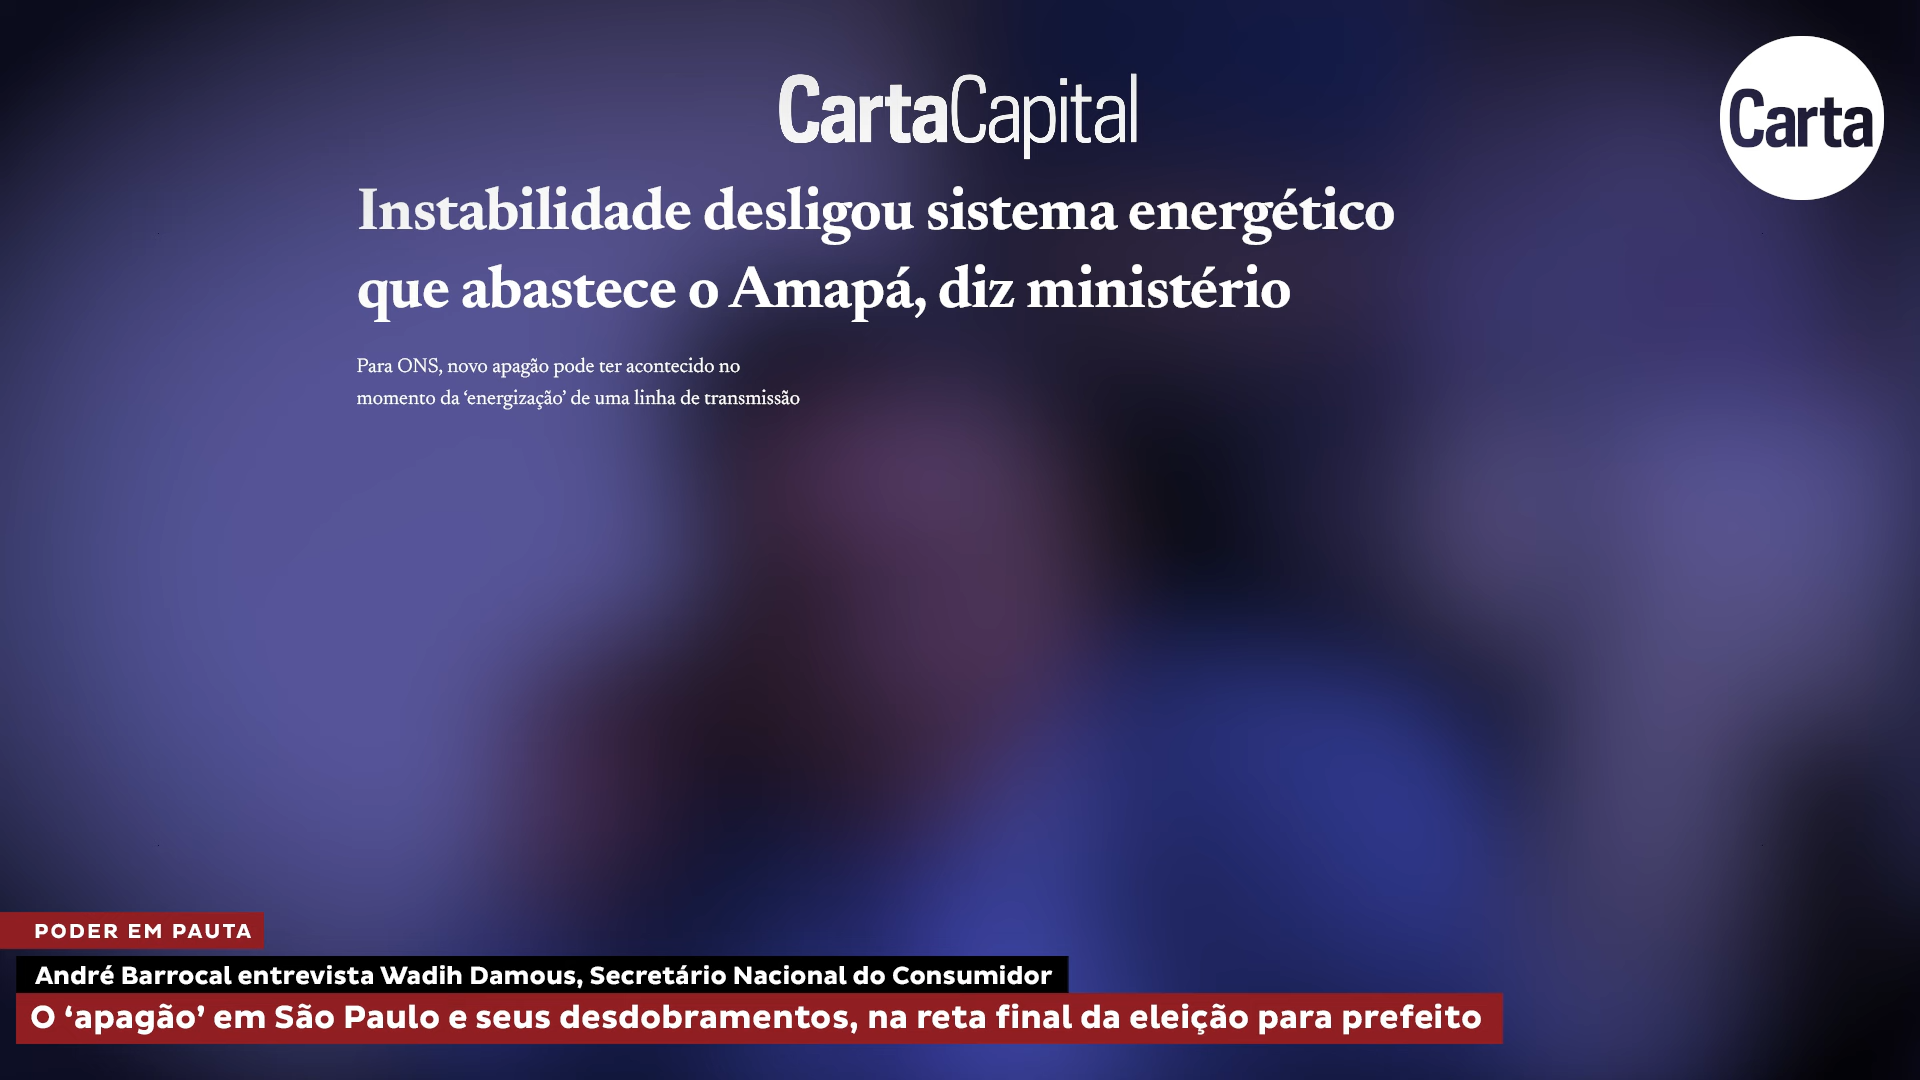 CartaCapital
Carta
Instabilidade desligou sistema energético
que abastece o Amapá, diz ministério
Para ONS, novo apagão pode ter acontecido no
momento da ‘energização’ de uma linha de transmissão
PODER EM PAUTA
André Barrocal entrevista Wadih Damous, Secretário Nacional do Consumidor
O ‘apagão’ em São Paulo e seus desdobramentos, na reta final da eleição para prefeito